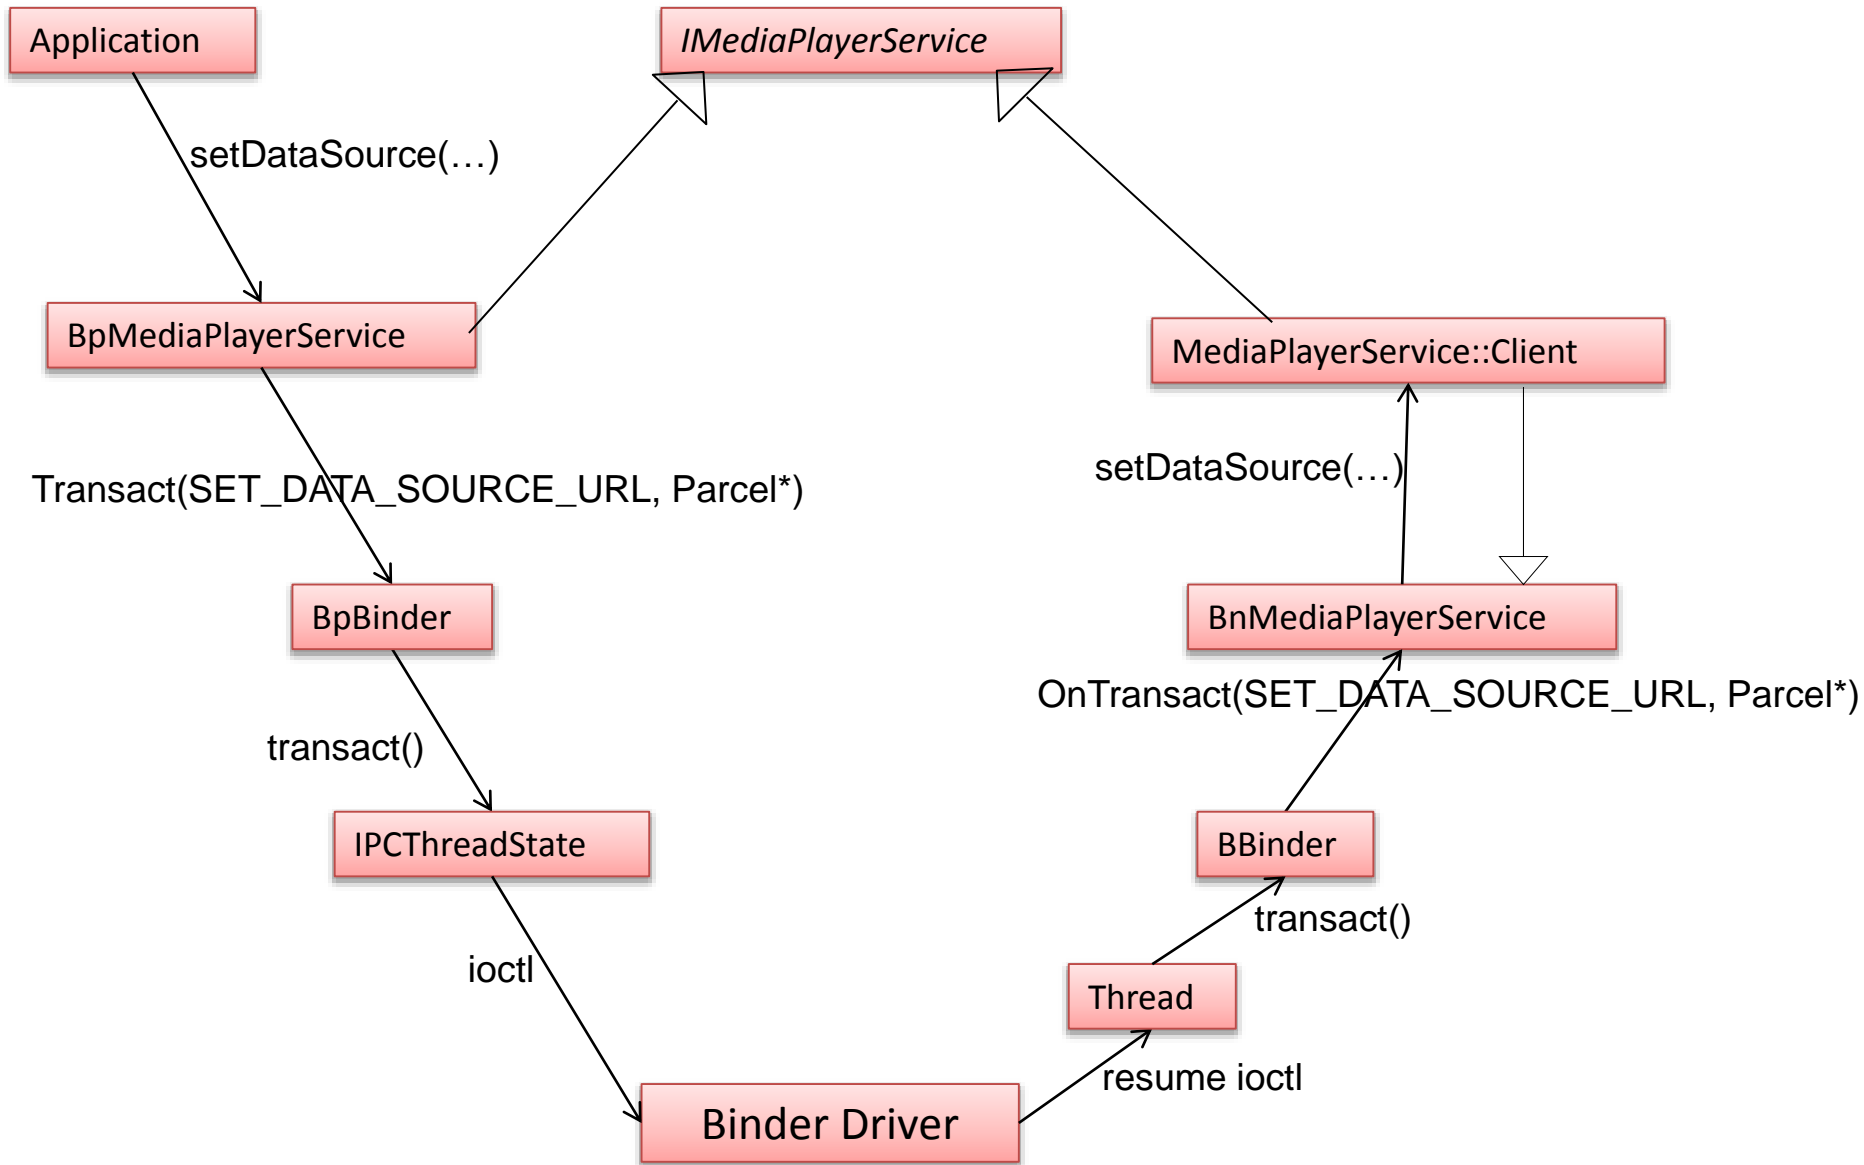 Application
IMediaPlayerService
setDataSource(…)
BpMediaPlayerService
MediaPlayerService::Client
setDataSource(…)
Transact(SET_DATA_SOURCE_URL, Parcel*)
BpBinder
BnMediaPlayerService
OnTransact(SET_DATA_SOURCE_URL, Parcel*)
transact()
IPCThreadState
BBinder
transact()
ioctl
Thread
resume ioctl
Binder Driver